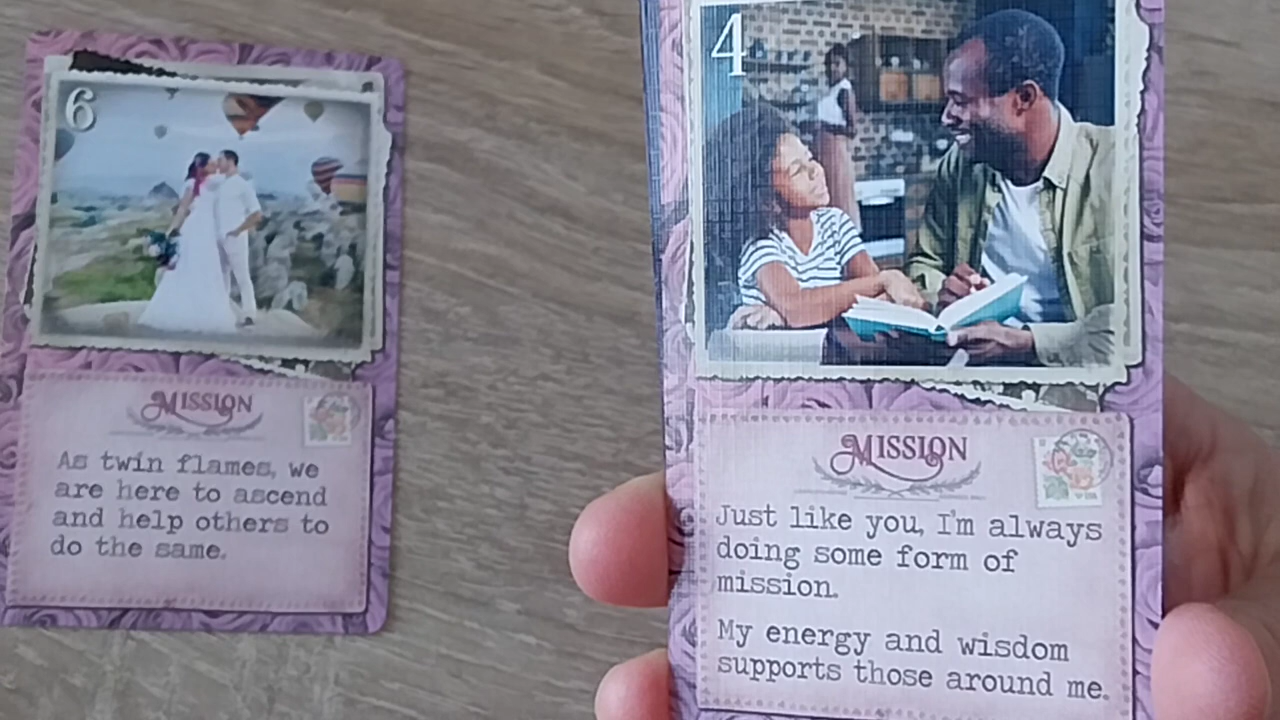 6
MISSION
As twin flames, we
are here to ascend
and help others to
do the same.
4
MISSION
Just like you, I'm always
doing some form of
mission.
My energy and wisdom
supports those around me.